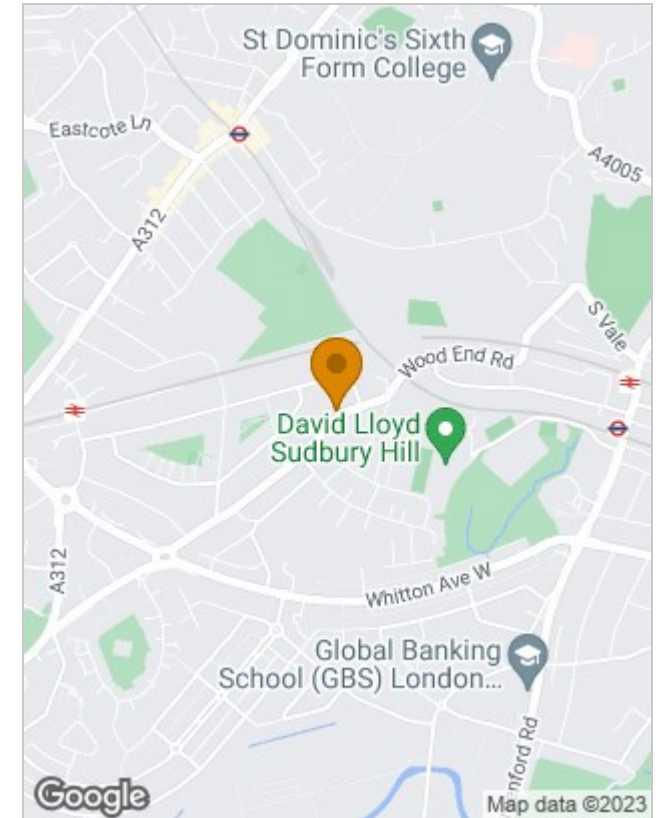 St Dominic's Sixth
Form College
Eastcote Ln
A4005
A312
S Vale
Wood End Rd
David Lloyd
Sudbury Hill
A312
Whitton Ave W
Global Banking
School (GBS) London...
enford Rd
Google
Map data ©2023